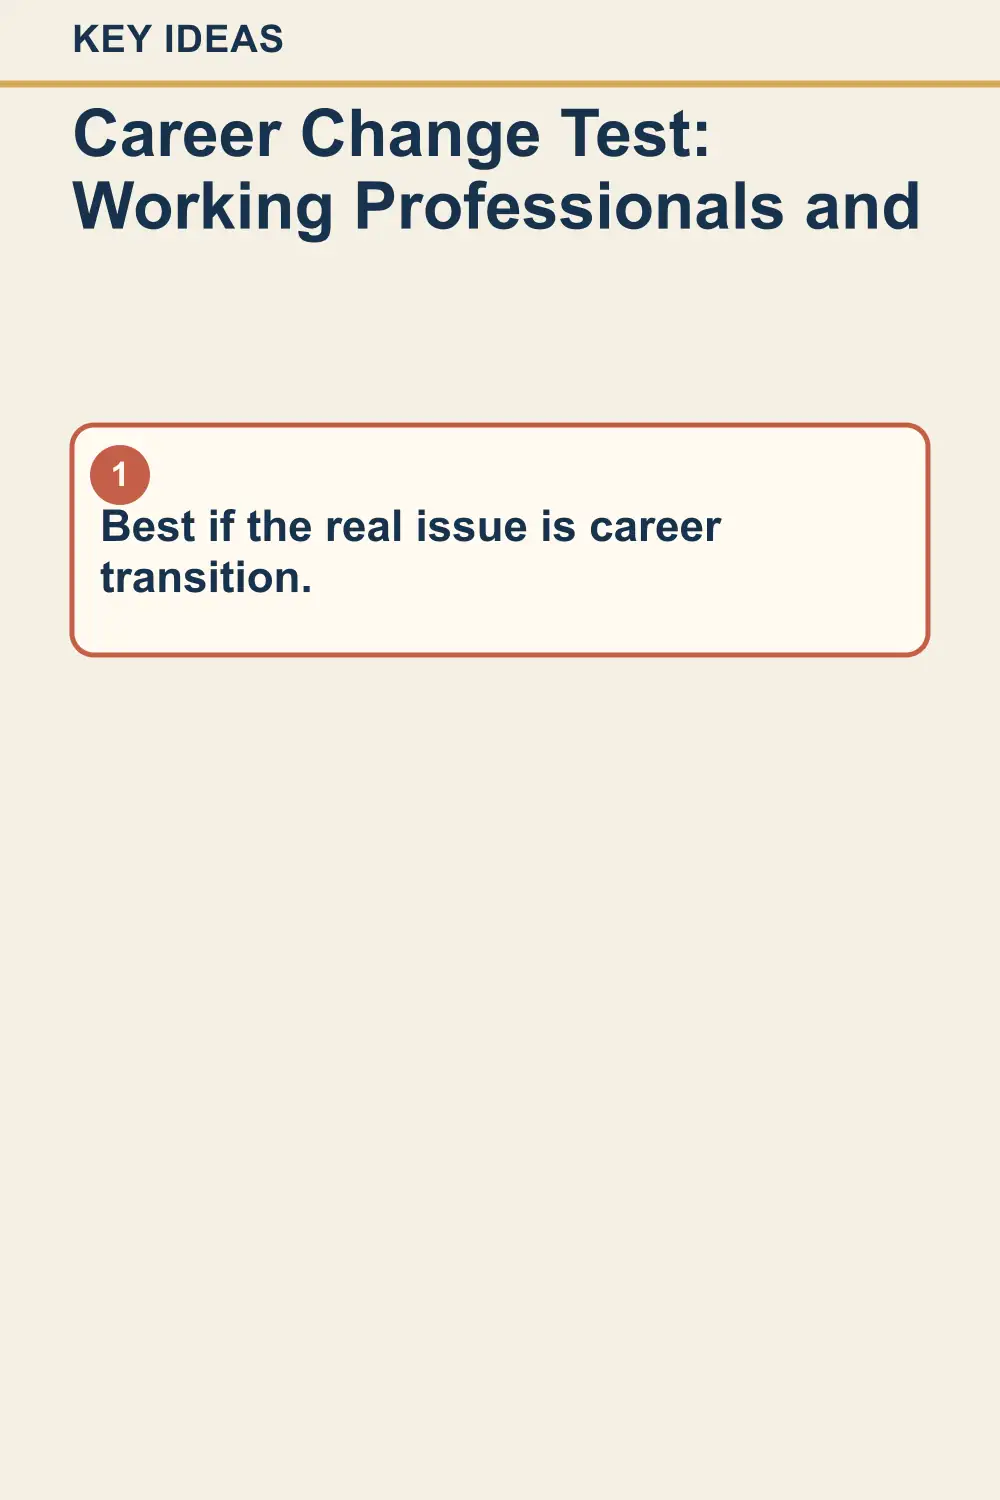 KEY IDEAS
Career Change Test:
Working Professionals and
1
Best if the real issue is career
transition.